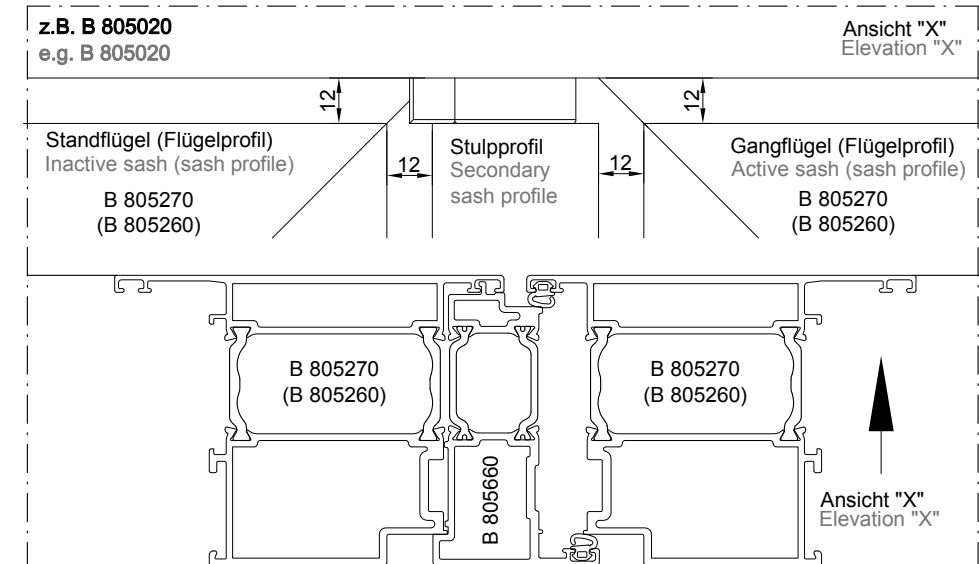 z.B. B 805020
e.g. B 805020
Ansicht "X"
Elevation "X"
12
12
Standflügel (Flügelprofil)
Inactive sash (sash profile)
B 805270
(B 805260)
12
Stulpprofil
Secondary
sash profile
12
Gangflügel (Flügelprofil)
Active sash (sash profile)
B 805270
(B 805260)
B 805270
(B 805260)
B 805660
B 805270
(B 805260)
Ansicht "X"
Elevation "X"